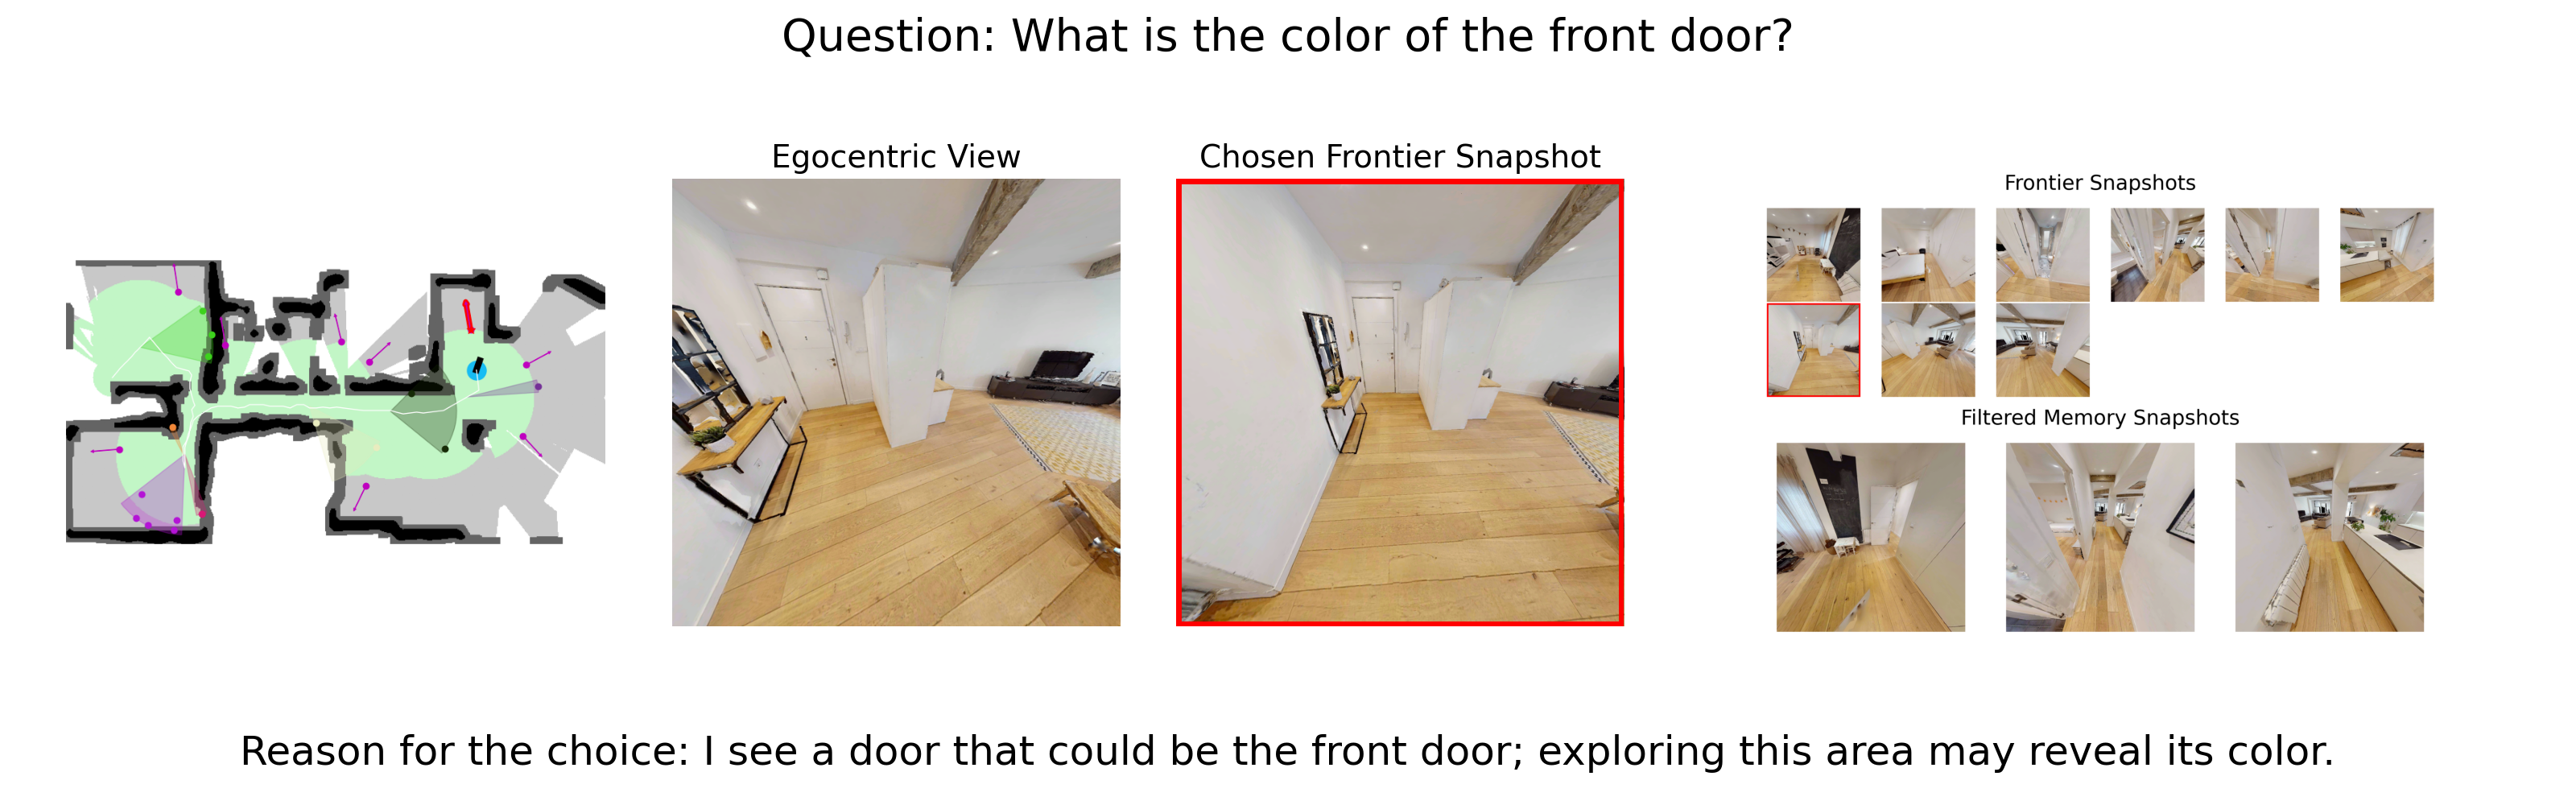 Question: What is the color of the front door?
Egocentric View
Chosen Frontier Snapshot
Frontier Snapshots
Filtered Memory Snapshots
Reason for the choice: I see a door that could be the front door; exploring this area may reveal its color.